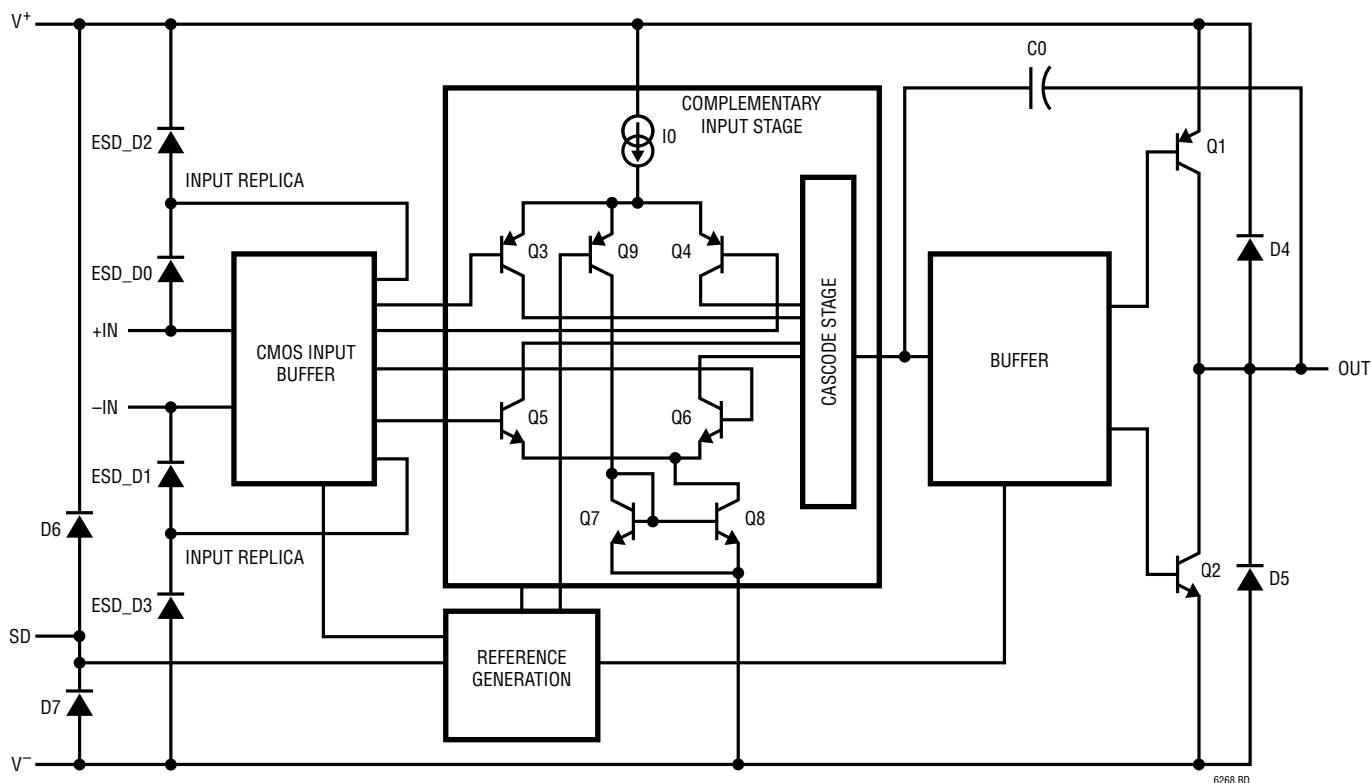 V+
C0
COMPLEMENTARY
INPUT STAGE
ESD_D2
I0
Q1
INPUT REPLICA
Q3
Q9
Q4
D4
ESD_D0
+IN
CMOS INPUT
BUFFER
CASCODE STAGE
BUFFER
OUT
–IN
Q5
Q6
ESD_D1
D6
Q7
Q8
INPUT REPLICA
Q2
D5
ESD_D3
SD
REFERENCE
GENERATION
D7
V–
6268 BD